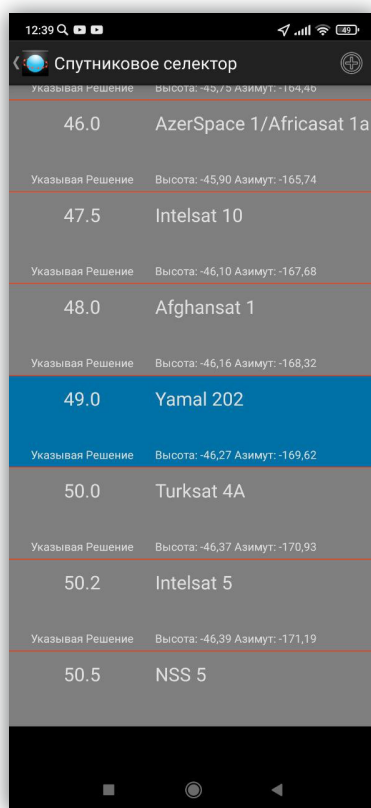 12:39
49
Спутниковое селектор
Указывая Решение Высота: -45,75 Азимут: -164,46
46.0 AzerSpace 1/Africasat 1a
Указывая Решение Высота: -45,90 Азимут: -165,74
47.5 Intelsat 10
Указывая Решение Высота: -46,10 Азимут: -167,68
48.0 Afghansat 1
Указывая Решение Высота: -46,16 Азимут: -168,32
49.0 Yamal 202
Указывая Решение Высота: -46,27 Азимут: -169,62
50.0 Turksat 4A
Указывая Решение Высота: -46,37 Азимут: -170,93
50.2 Intelsat 5
Указывая Решение Высота: -46,39 Азимут: -171,19
50.5 NSS 5